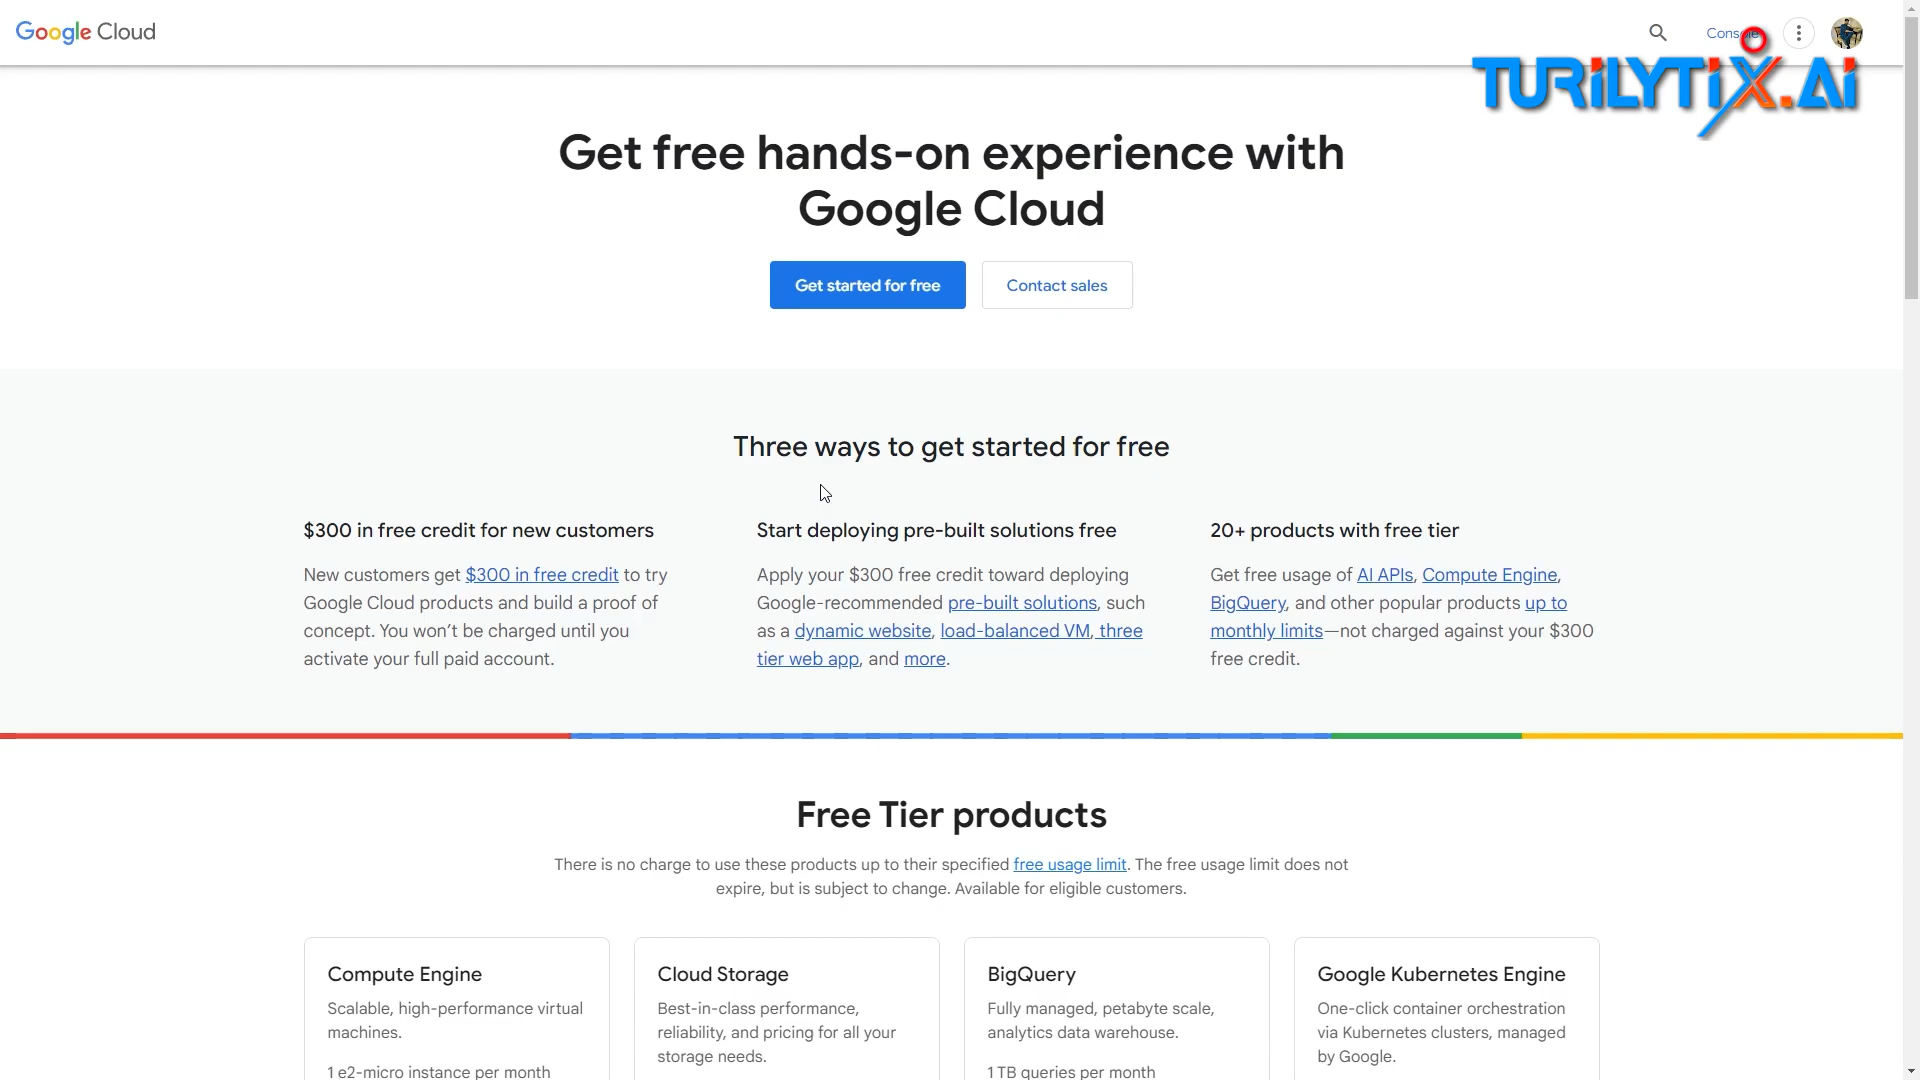 Google Cloud
Console
TURiLYTiX.Ai
Get free hands-on experience with
Google Cloud
Get started for free
Contact sales
Three ways to get started for free
$300 in free credit for new customers
New customers get $300 in free credit to try
Google Cloud products and build a proof of
concept. You won’t be charged until you
activate your full paid account.
Start deploying pre-built solutions free
Apply your $300 free credit toward deploying
Google-recommended pre-built solutions, such
as a dynamic website, load-balanced VM, three
tier web app, and more.
20+ products with free tier
Get free usage of AI APIs, Compute Engine,
BigQuery, and other popular products up to
monthly limits—not charged against your $300
free credit.
Free Tier products
There is no charge to use these products up to their specified free usage limit. The free usage limit does not
expire, but is subject to change. Available for eligible customers.
Compute Engine
Scalable, high-performance virtual
machines.
1 e2-micro instance per month
Cloud Storage
Best-in-class performance,
reliability, and pricing for all your
storage needs.
BigQuery
Fully managed, petabyte scale,
analytics data warehouse.
1 TB queries per month
Google Kubernetes Engine
One-click container orchestration
via Kubernetes clusters, managed
by Google.